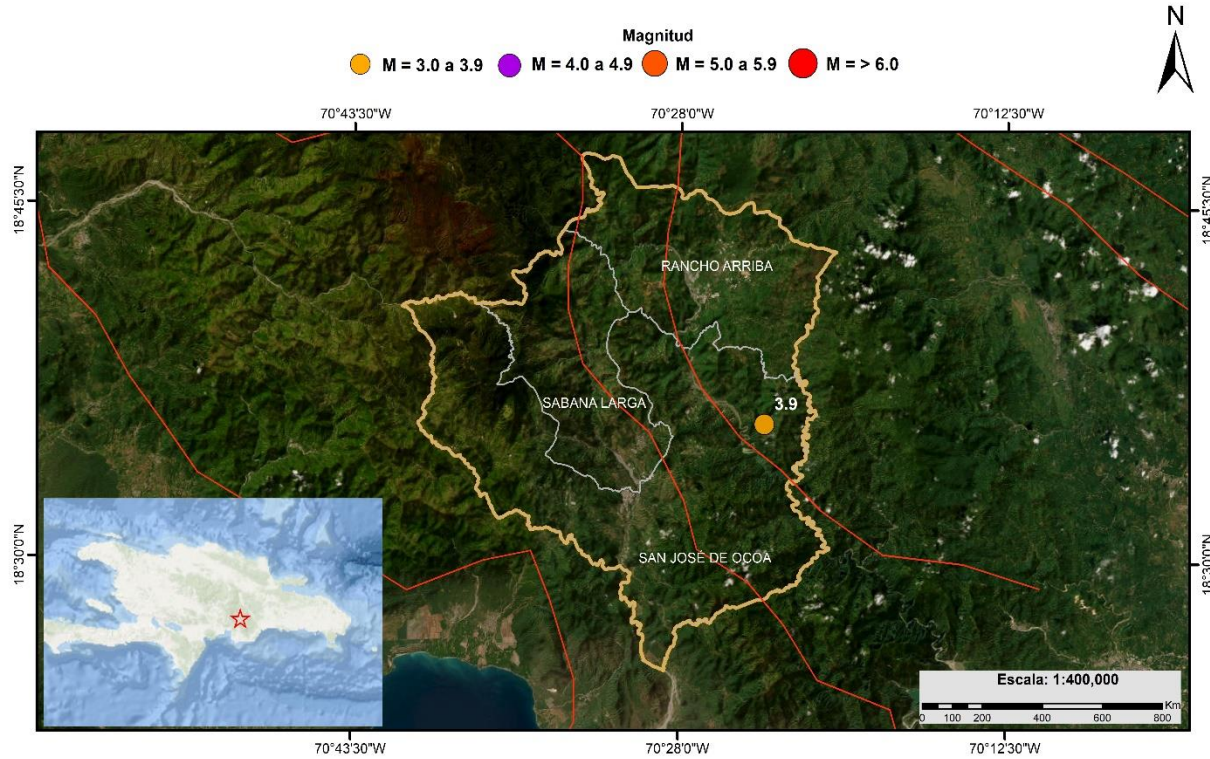 N
Magnitud
M = 3.0 a 3.9 M = 4.0 a 4.9 M = 5.0 a 5.9 M = > 6.0
70°43'30"W 70°28'0"W 70°12'30"W
18°45'30"N 18°45'30"N
RANCHO ARRIBA
SABANA LARGA
3.9
SAN JOSÉ DE OCOA
18°30'0"N 18°30'0"N
Escala: 1:400,000
Km
0 100 200 400 600 800
70°43'30"W 70°28'0"W 70°12'30"W